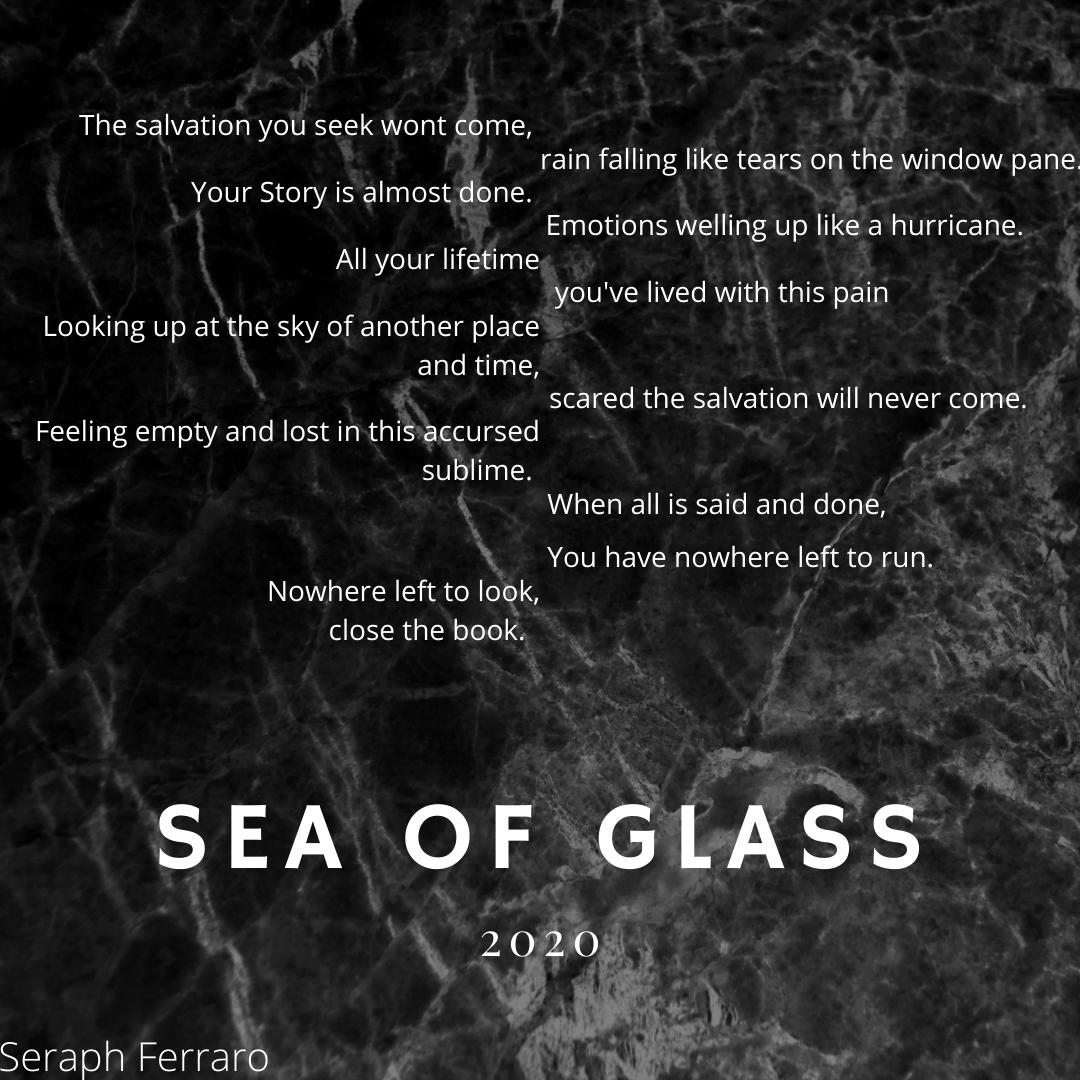 The salvation you seek wont come,
rain falling like tears on the window pane.
Your Story is almost done.
Emotions welling up like a hurricane.
All your lifetime
you've lived with this pain
Looking up at the sky of another place
and time,
scared the salvation will never come.
Feeling empty and lost in this accursed
sublime.
When all is said and done,
You have nowhere left to run.
Nowhere left to look,
close the book.
SEA OF GLASS
2020
Seraph Ferraro